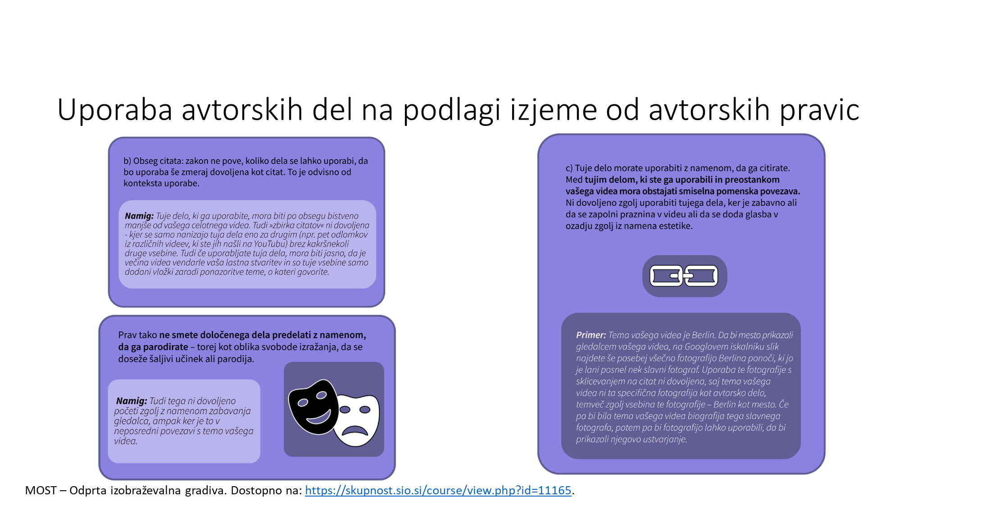 Uporaba avtorskih del na podlagi izjeme od avtorskih pravic
b) Obseg citata: zakon ne pove, koliko dela se lahko uporabi, da
bo uporaba še zmeraj dovoljena kot citat. To je odvisno od
konteksta uporabe.
Namig: Tuje delo, ki ga uporabite, mora biti po obsegu bistveno
manjše od vašega celotnega videa. Tudi »zbirka citatov« ni dovoljena
- kjer se samo nanizajo tuja dela eno za drugim (npr. pet odlomkov
iz različnih videev, ki ste jih našli na YouTubu) brez kakršnekoli
druge vsebine. Tudi če uporabljate tuja dela, mora biti jasno, da je
večina videa vendarle vaša lastna stvaritev in so tuje vsebine samo
dodani vložki zaradi ponazoritve teme, o kateri govorite.
Prav tako ne smete določenega dela predelati z namenom,
da ga parodirate – torej kot oblika svobode izražanja, da se
doseže šaljivi učinek ali parodija.
Namig: Tudi tega ni dovoljeno
početi zgolj z namenom zabavanja
gledalca, ampak ker je to v
neposredni povezavi s temo vašega
videa.
c) Tuje delo morate uporabiti z namenom, da ga citirate.
Med tujim delom, ki ste ga uporabili in preostankom
vašega videa mora obstajati smiselna pomenska povezava.
Ni dovoljeno zgolj uporabiti tujega dela, ker je zabavno ali
da se zapolni praznina v videu ali da se doda glasba v
ozadju zgolj iz namena estetike.
Primer: Tema vašega videa je Berlin. Da bi mesto prikazali
gledalcem vašega videa, na Googlovem iskalniku slik
najdete še posebej všečno fotografijo Berlina ponoči, ki jo
je lani posnel nek slavni fotograf. Uporaba te fotografije s
sklicevanjem na citat ni dovoljena, saj tema vašega
videa ni ta specifična fotografija kot avtorsko delo,
temveč zgolj vsebina te fotografije – Berlin kot mesto. Če
pa bi bila tema vašega videa biografija tega slavnega
fotografa, potem pa bi fotografijo lahko uporabili, da bi
prikazali njegovo ustvarjanje.
MOST – Odprta izobraževalna gradiva. Dostopno na: https://skupnost.sio.si/course/view.php?id=11165.